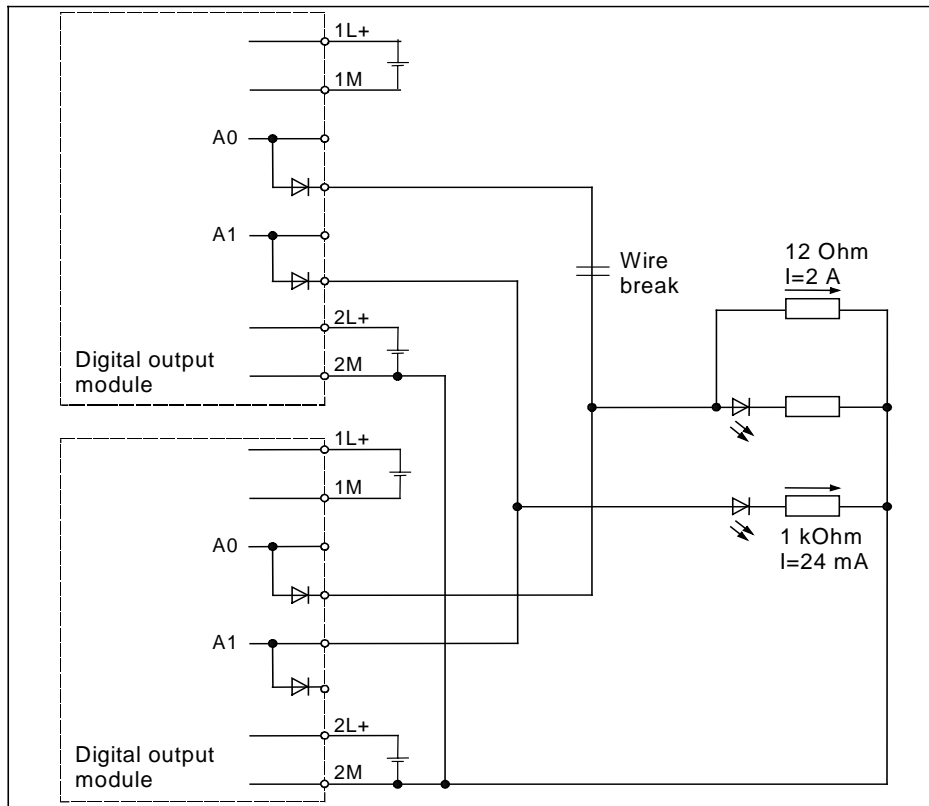 1L+
1M
A0
A1
Wire
break
12 Ohm
I=2 A
2L+
2M
Digital output
module
1L+
1M
A0
1 kOhm
I=24 mA
A1
2L+
2M
Digital output
module